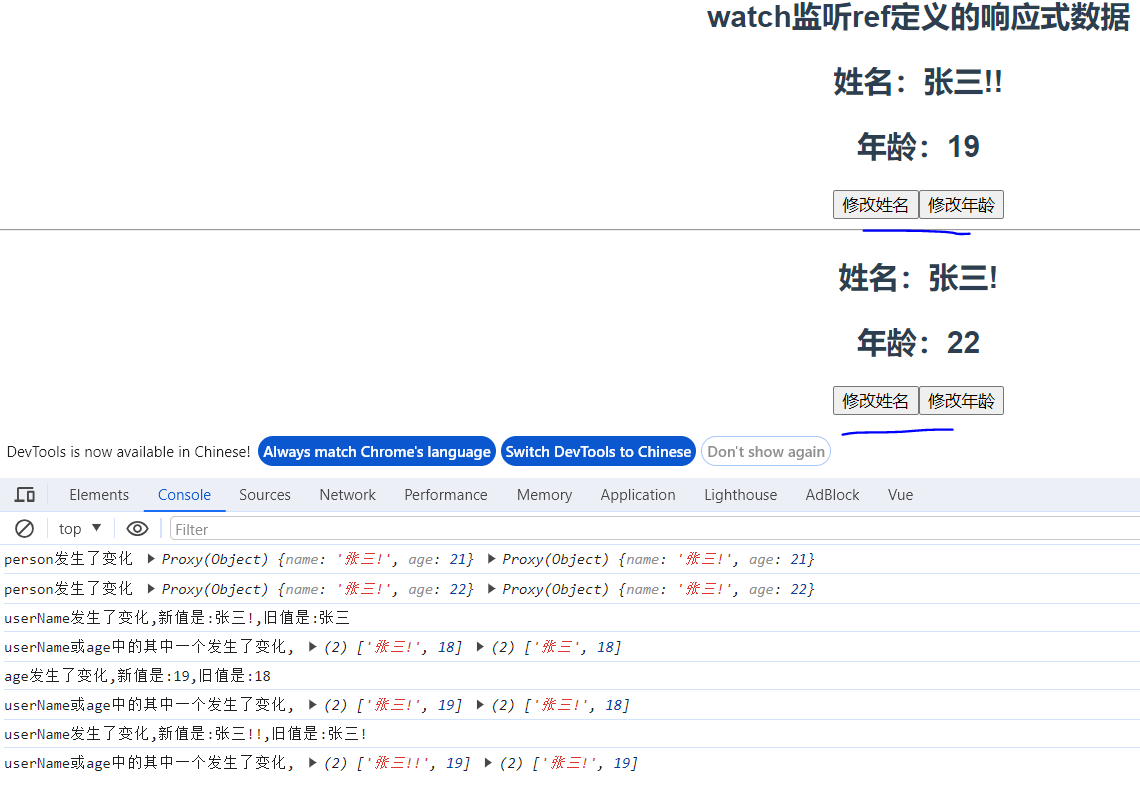 watch监听ref定义的响应式数据
姓名：张三!!
年龄：19
修改姓名 修改年龄
姓名：张三!
年龄：22
修改姓名 修改年龄
DevTools is now available in Chinese! Always match Chrome's language Switch DevTools to Chinese Don't show again
Elements Console Sources Network Performance Memory Application Lighthouse AdBlock Vue
top ▼ Filter
person发生了变化 ▶ Proxy(Object) {name: '张三!', age: 21} ▶ Proxy(Object) {name: '张三!', age: 21}
person发生了变化 ▶ Proxy(Object) {name: '张三!', age: 22} ▶ Proxy(Object) {name: '张三!', age: 22}
userName发生了变化,新值是:张三!,旧值是:张三
userName或age中的其中一个发生了变化, ▶ (2) ['张三!', 18] ▶ (2) ['张三', 18]
age发生了变化,新值是:19,旧值是:18
userName或age中的其中一个发生了变化, ▶ (2) ['张三!', 19] ▶ (2) ['张三!', 18]
userName发生了变化,新值是:张三!!,旧值是:张三!
userName或age中的其中一个发生了变化, ▶ (2) ['张三!!', 19] ▶ (2) ['张三!', 19]